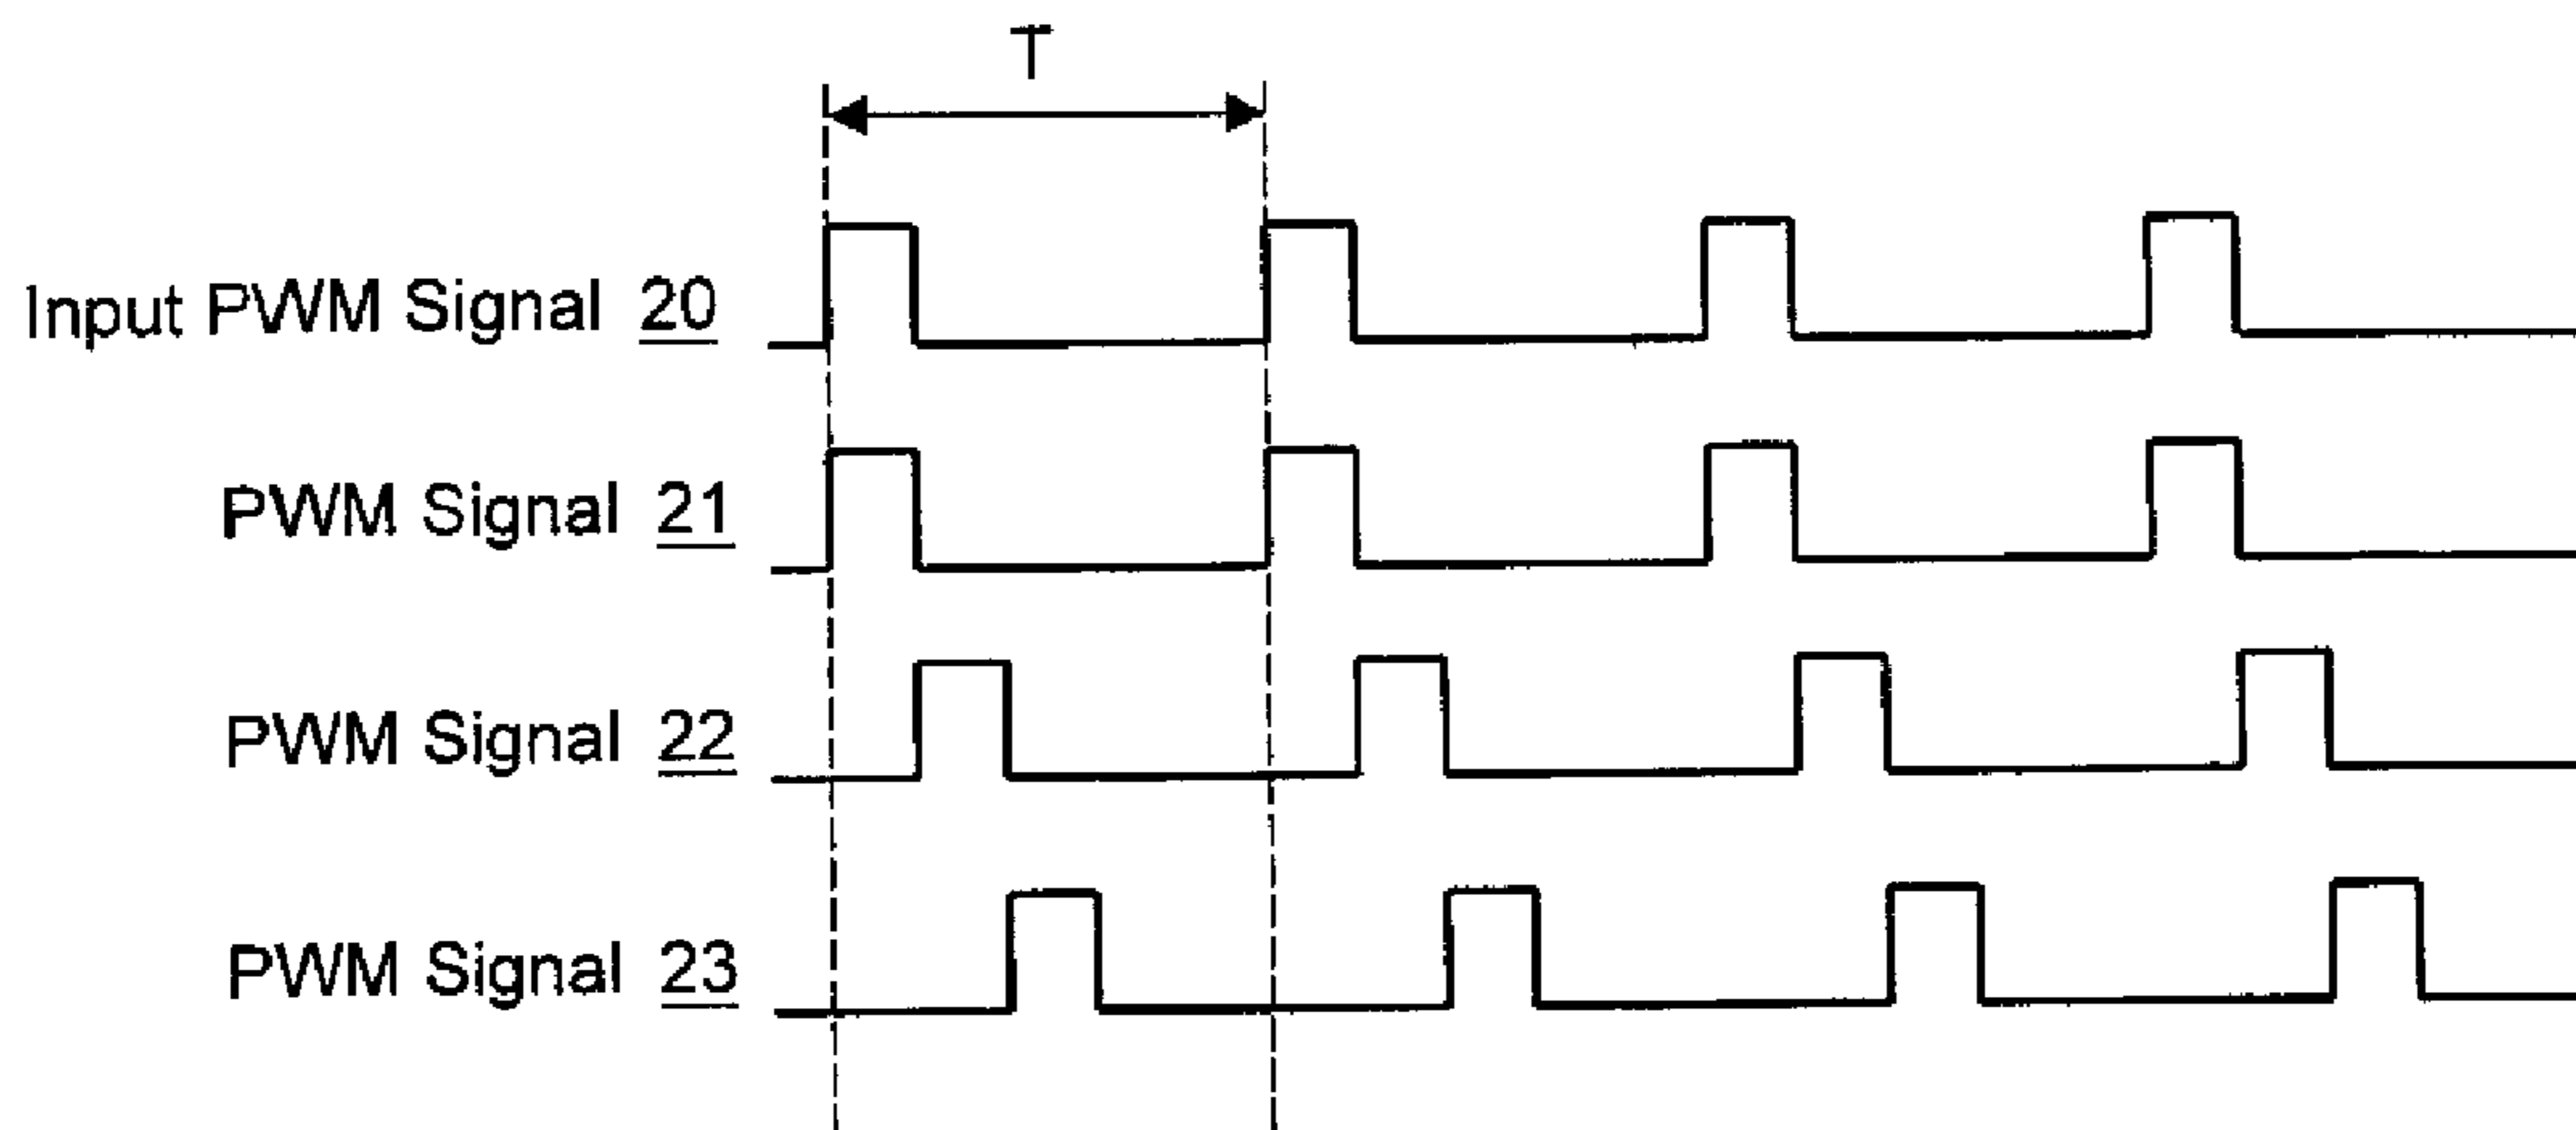 T
Input PWM Signal 20
PWM Signal 21
PWM Signal 22
PWM Signal 23